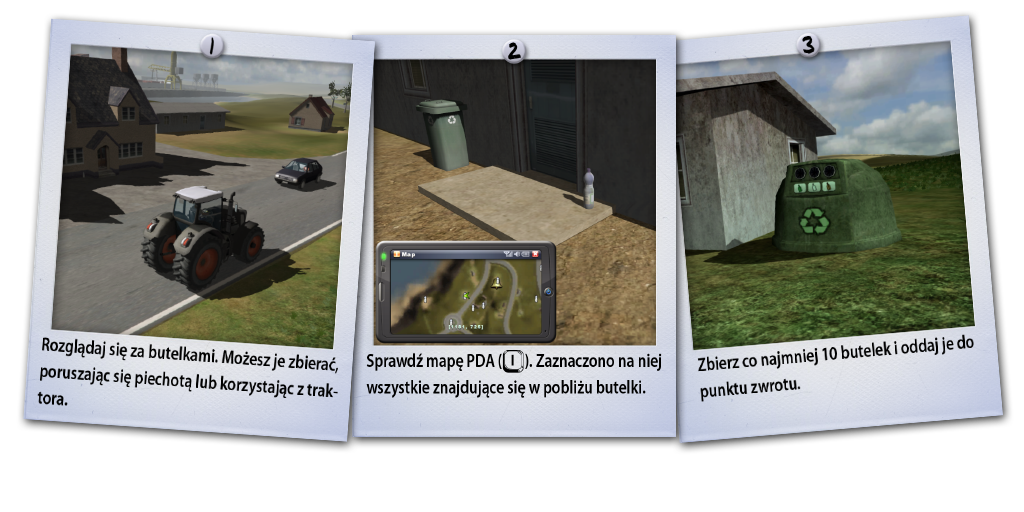 1
Rozglądaj się za butelkami. Możesz je zbierać,
poruszając się piechotą lub korzystając z trak-
tora.
2
Map
[1101, 726]
Sprawdź mapę PDA (I). Zaznaczono na niej
wszystkie znajdujące się w pobliżu butelki.
3
Zbierz co najmniej 10 butelek i oddaj je do
punktu zwrotu.